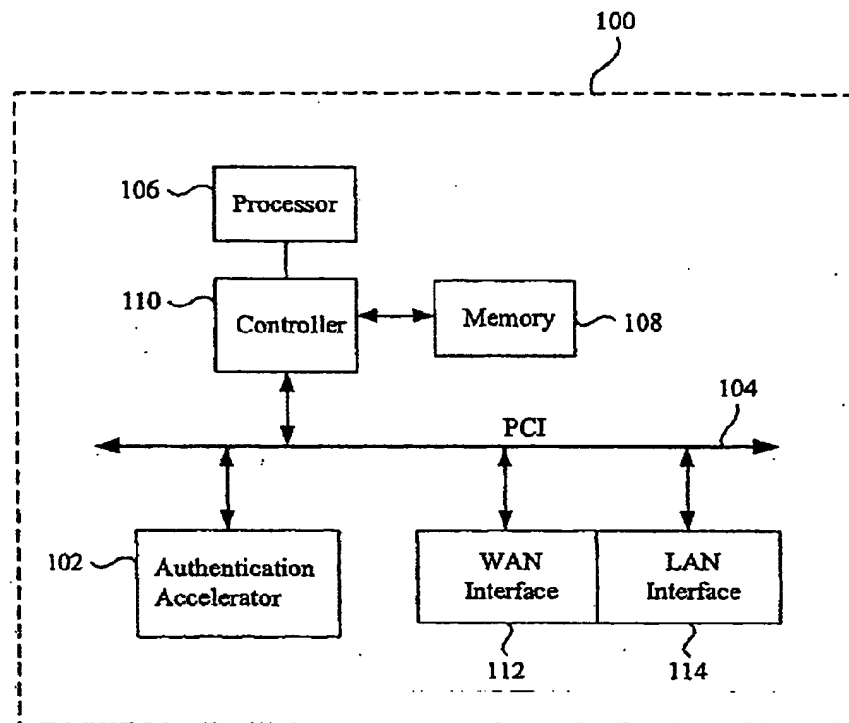 100
106
Processor
110
Controller
Memory
108
104
PCI
102
Authentication
Accelerator
WAN
Interface
LAN
Interface
112
114